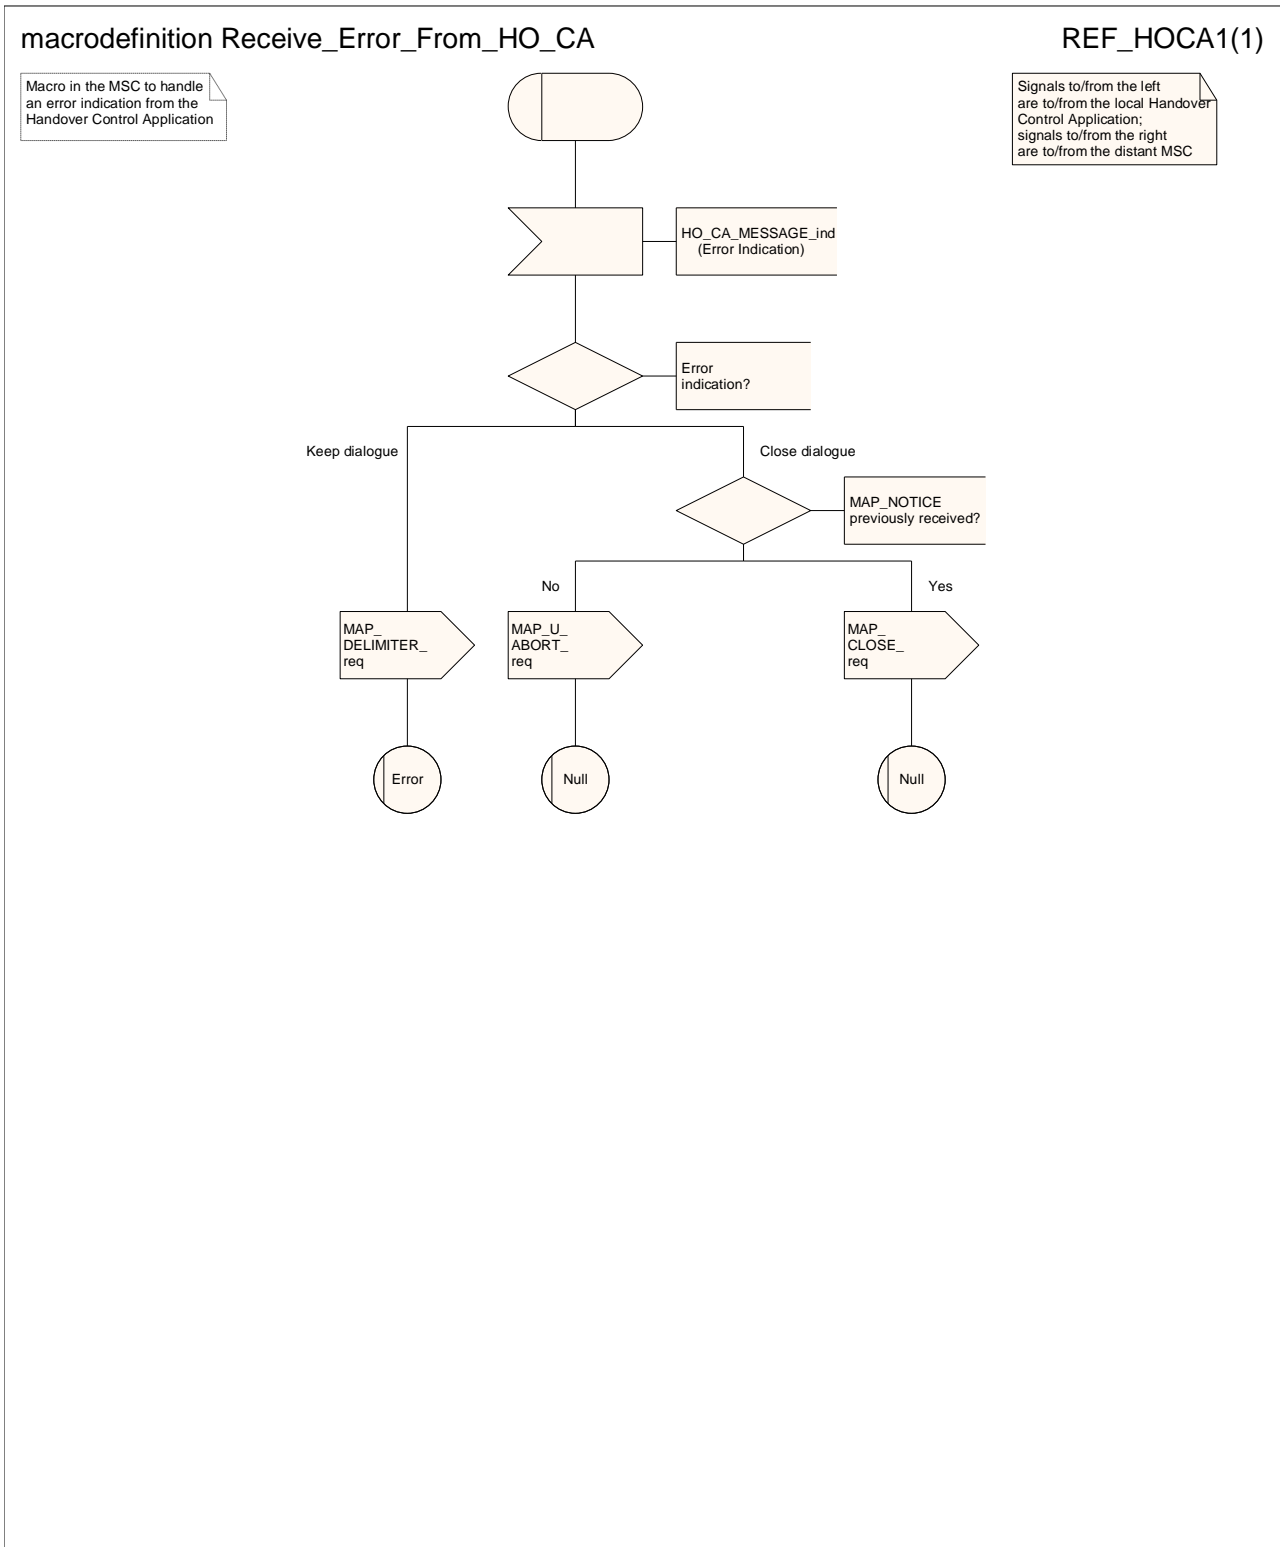 macrodefinition Receive_Error_From_HO_CA
REF_HOCA1(1)
Macro in the MSC to handle
an error indication from the
Handover Control Application
Signals to/from the left
are to/from the local Handover
Control Application;
signals to/from the right
are to/from the distant MSC
HO_CA_MESSAGE_ind
(Error Indication)
Error
indication?
Keep dialogue
Close dialogue
MAP_NOTICE
previously received?
No
Yes
MAP_
DELIMITER_
req
MAP_U_
ABORT_
req
MAP_
CLOSE_
req
Error
Null
Null